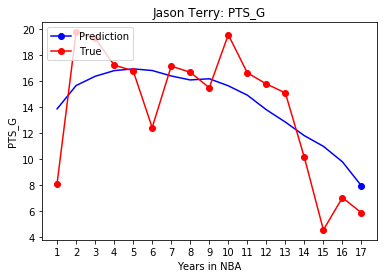 Jason Terry: PTS_G
Prediction
True
PTS_G
20
18
16
14
12
10
8
6
4
1 2 3 4 5 6 7 8 9 10 11 12 13 14 15 16 17
Years in NBA